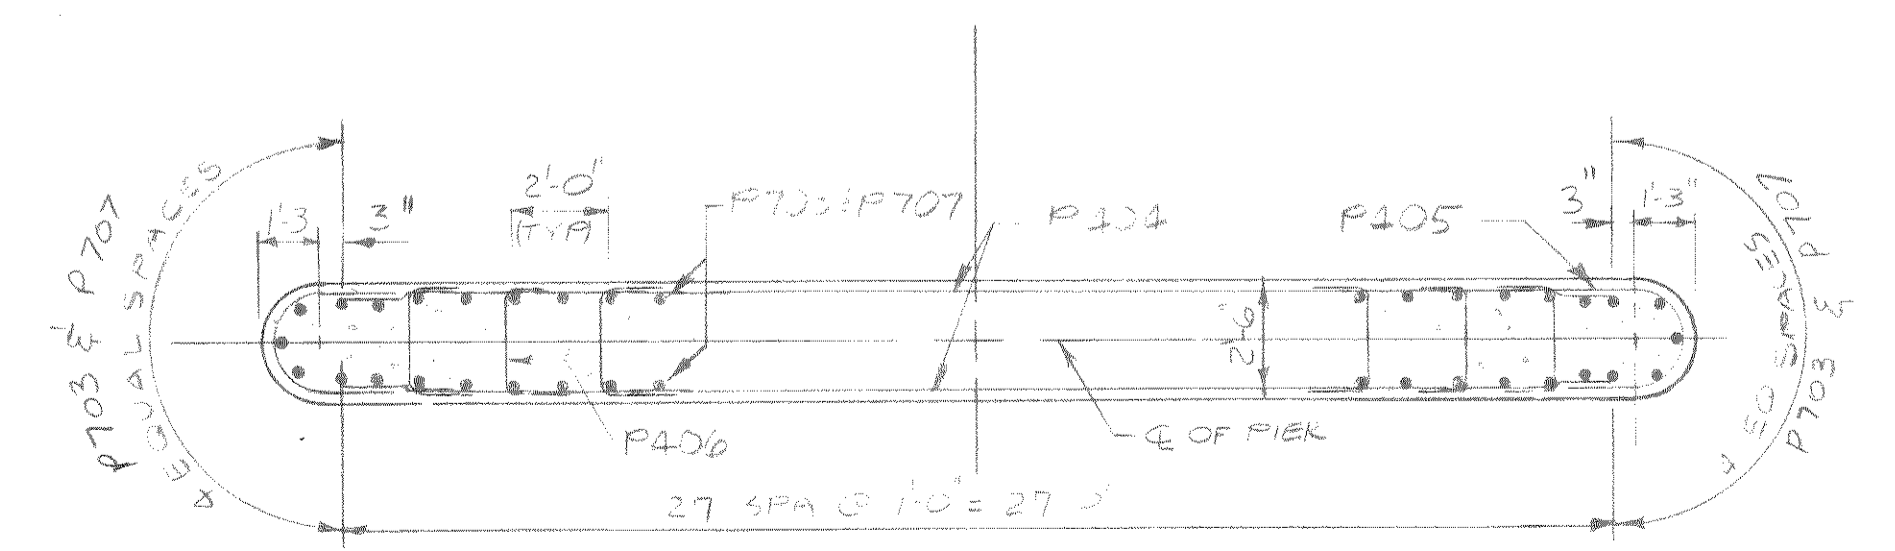 P703 & P707
4 EQUAL SPACES
1'-3
3"
2'-0"
(TYP)
P703 & P707
P404
P405
3"
1'-3"
P703 & P707
4 EQ SPACES
2'-6"
P406
℄ OF PIER
27 SPA @ 1'-0" = 27'